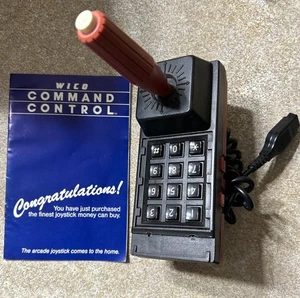 WICO
COMMAND
CONTROL™
Congratulations!
You have just purchased
the finest joystick money can buy.
The arcade joystick comes to the home.